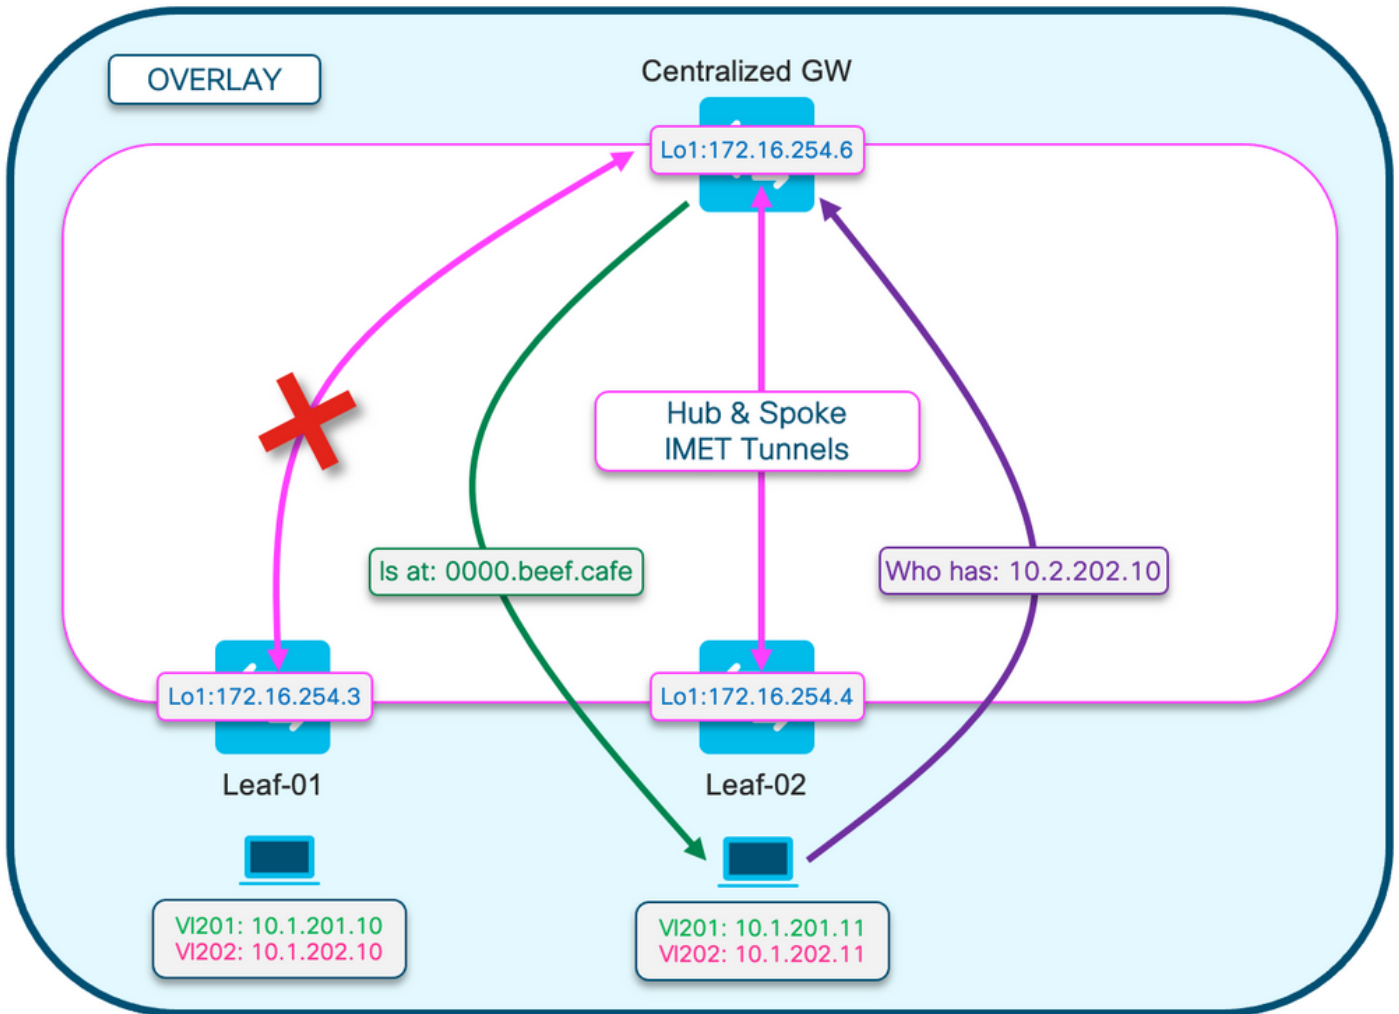 OVERLAY
Centralized GW
Lo1:172.16.254.6
Hub & Spoke
IMET Tunnels
Is at: 0000.beef.cafe
Who has: 10.2.202.10
Lo1:172.16.254.3
Lo1:172.16.254.4
Leaf-01
Leaf-02
Vl201: 10.1.201.10
Vl202: 10.1.202.10
Vl201: 10.1.201.11
Vl202: 10.1.202.11